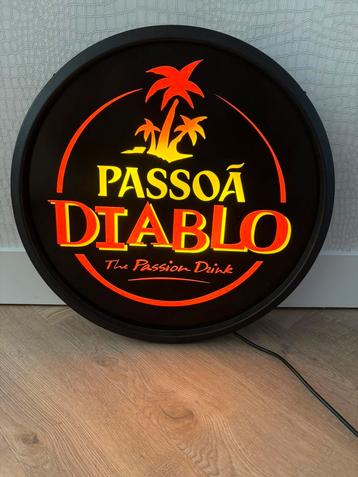 PASSOÃ
DIABLO
The Passion Drink